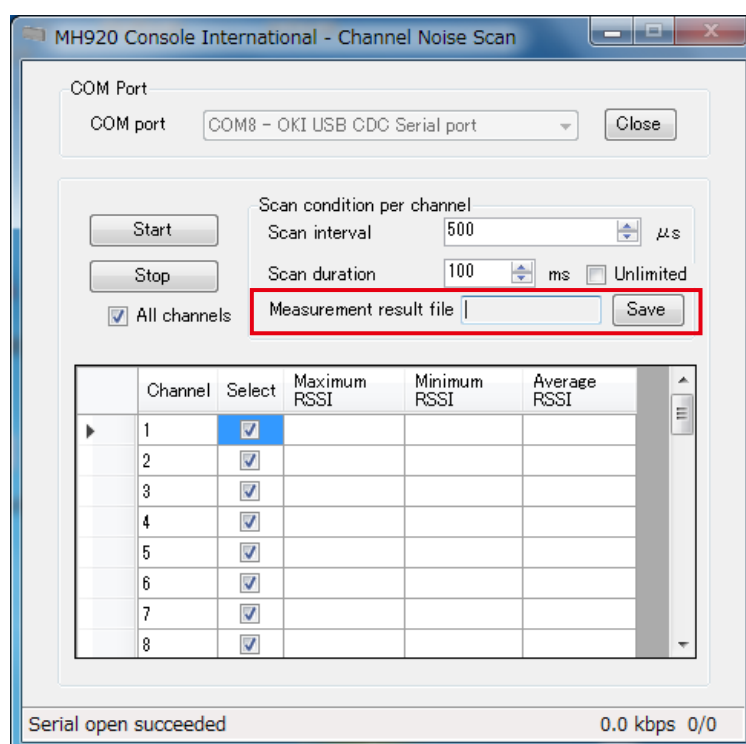 MH920 Console International - Channel Noise Scan
COM Port
COM port COM8 - OKI USB CDC Serial port Close
Scan condition per channel
Start Scan interval 500 μs
Stop Scan duration 100 ms Unlimited
All channels Measurement result file Save
Channel Select Maximum RSSI Minimum RSSI Average RSSI
1
2
3
4
5
6
7
8
Serial open succeeded 0.0 kbps 0/0